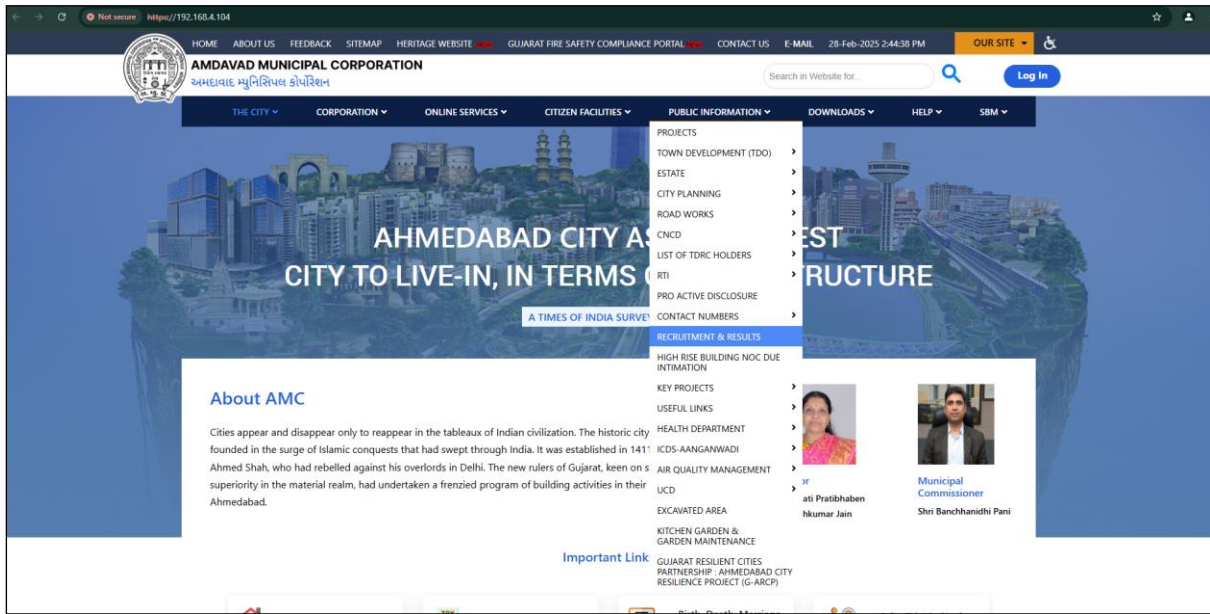 Not secure https://192.168.4.104
HOME ABOUT US FEEDBACK SITEMAP HERITAGE WEBSITE GUJARAT FIRE SAFETY COMPLIANCE PORTAL CONTACT US E-MAIL 28-Feb-2025 2:44:38 PM OUR SITE
AMDAVAD MUNICIPAL CORPORATION
અમદાવાદ મ્યુનિસિપલ કોર્પોરેશન
Search in Website for...
Log In
THE CITY CORPORATION ONLINE SERVICES CITIZEN FACILITIES PUBLIC INFORMATION DOWNLOADS HELP SBM
PROJECTS
TOWN DEVELOPMENT (TDO)
ESTATE
CITY PLANNING
ROAD WORKS
CNCD
LIST OF TDRC HOLDERS
RTI
PRO ACTIVE DISCLOSURE
CONTACT NUMBERS
RECRUITMENT & RESULTS
HIGH RISE BUILDING NOC DUE
INTIMATION
KEY PROJECTS
USEFUL LINKS
HEALTH DEPARTMENT
ICDS-AANGANWADI
AIR QUALITY MANAGEMENT
UCD
EXCAVATED AREA
KITCHEN GARDEN &
GARDEN MAINTENANCE
GUJARAT RESILIENT CITIES
PARTNERSHIP : AHMEDABAD CITY
RESILIENCE PROJECT (G-ARCP)
AHMEDABAD CITY
CITY TO LIVE-IN, IN TERMS
A TIMES OF INDIA SURVEY
About AMC
Cities appear and disappear only to reappear in the tableaux of Indian civilization. The historic city
founded in the surge of Islamic conquests that had swept through India. It was established in 1411
Ahmed Shah, who had rebelled against his overlords in Delhi. The new rulers of Gujarat, keen on s
superiority in the material realm, had undertaken a frenzied program of building activities in their
Ahmedabad.
ati Pratibhaben
hkumar Jain
Municipal
Commissioner
Shri Banchhanidhi Pani
Important Link